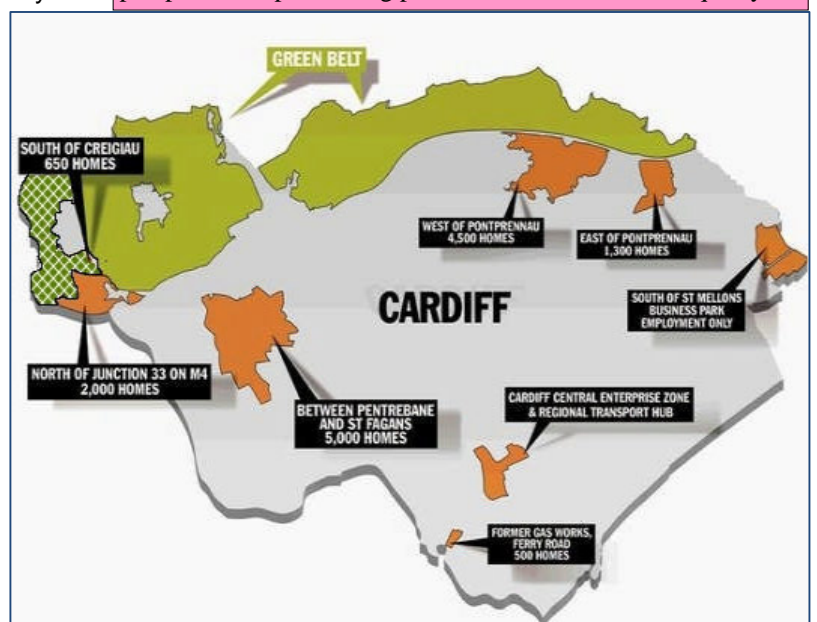 GREEN BELT
SOUTH OF CREIGIAU
650 HOMES
WEST OF PONTPRENNAU
4,500 HOMES
EAST OF PONTPRENNAU
1,300 HOMES
SOUTH OF ST MELLONS
BUSINESS PARK
EMPLOYMENT ONLY
CARDIFF
NORTH OF JUNCTION 33 ON M4
2,000 HOMES
BETWEEN PENTREBANE
AND ST FAGANS
5,000 HOMES
CARDIFF CENTRAL ENTERPRISE ZONE
& REGIONAL TRANSPORT HUB
FORMER GAS WORKS,
FERRY ROAD
500 HOMES